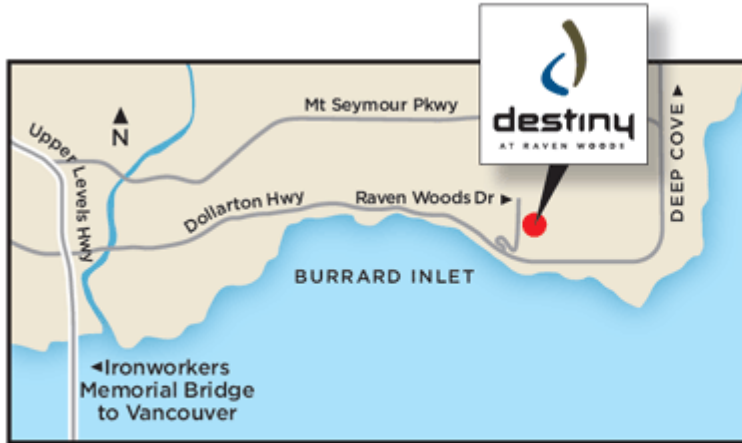 destiny
AT RAVEN WOODS
Mt Seymour Pkwy
N
Upper Levels Hwy
DEEP COVE
Raven Woods Dr
Dollarton Hwy
BURRARD INLET
Ironworkers
Memorial Bridge
to Vancouver